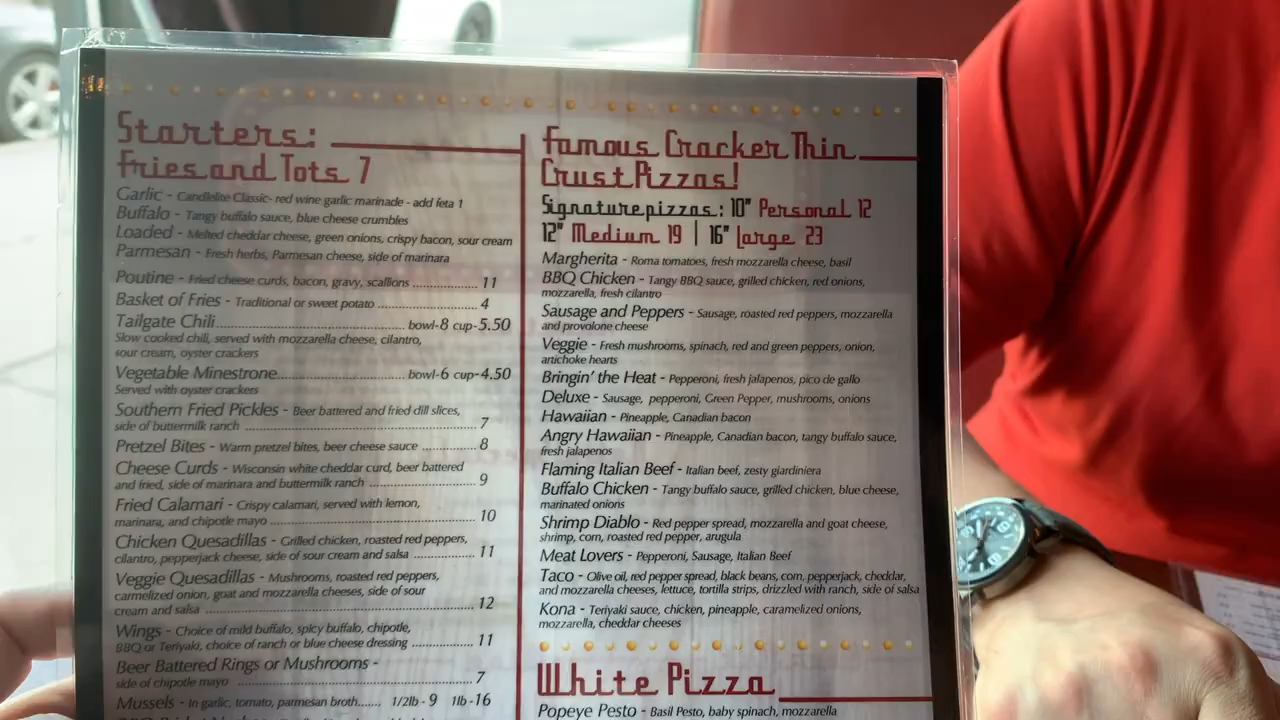 Starters:
Fries and Tots 7
Garlic - Candlelite Classic- red wine garlic marinade - add feta 1
Buffalo - Tangy buffalo sauce, blue cheese crumbles
Loaded - Melted cheddar cheese, green onions, crispy bacon, sour cream
Parmesan - Fresh herbs, Parmesan cheese, side of marinara
Poutine - Fried cheese curds, bacon, gravy, scallions ................ 11
Basket of Fries - Traditional or sweet potato ........................ 4
Tailgate Chili ........................ bowl-8 cup-5.50
Slow cooked chili, served with mozzarella cheese, cilantro,
sour cream, oyster crackers
Vegetable Minestrone ................ bowl-6 cup-4.50
Served with oyster crackers
Southern Fried Pickles - Beer battered and fried dill slices,
side of buttermilk ranch ........................ 7
Pretzel Bites - Warm pretzel bites, beer cheese sauce ............ 8
Cheese Curds - Wisconsin white cheddar curd, beer battered
and fried, side of marinara and buttermilk ranch ................ 9
Fried Calamari - Crispy calamari, served with lemon,
marinara, and chipotle mayo ........................ 10
Chicken Quesadillas - Grilled chicken, roasted red peppers,
cilantro, pepperjack cheese, side of sour cream and salsa ............ 11
Veggie Quesadillas - Mushrooms, roasted red peppers,
carmelized onion, goat and mozzarella cheeses, side of sour
cream and salsa ........................ 12
Wings - Choice of mild buffalo, spicy buffalo, chipotle,
BBQ or Teriyaki, choice of ranch or blue cheese dressing ............ 11
Beer Battered Rings or Mushrooms -
side of chipotle mayo ........................ 7
Mussels - In garlic, tomato, parmesan broth....... 1/2lb - 9 1lb -16
Famous Cracker Thin
Crust Pizzas!
Signature pizzas: 10" Personal 12
12" Medium 19 | 16" Large 23
Margherita - Roma tomatoes, fresh mozzarella cheese, basil
BBQ Chicken - Tangy BBQ sauce, grilled chicken, red onions,
mozzarella, fresh cilantro
Sausage and Peppers - Sausage, roasted red peppers, mozzarella
and provolone cheese
Veggie - Fresh mushrooms, spinach, red and green peppers, onion,
artichoke hearts
Bringin' the Heat - Pepperoni, fresh jalapenos, pico de gallo
Deluxe - Sausage, pepperoni, Green Pepper, mushrooms, onions
Hawaiian - Pineapple, Canadian bacon
Angry Hawaiian - Pineapple, Canadian bacon, tangy buffalo sauce,
fresh jalapenos
Flaming Italian Beef - Italian beef, zesty giardiniera
Buffalo Chicken - Tangy buffalo sauce, grilled chicken, blue cheese,
marinated onions
Shrimp Diablo - Red pepper spread, mozzarella and goat cheese,
shrimp, corn, roasted red pepper, arugula
Meat Lovers - Pepperoni, Sausage, Italian Beef
Taco - Olive oil, red pepper spread, black beans, corn, pepperjack, cheddar,
and mozzarella cheeses, lettuce, tortilla strips, drizzled with ranch, side of salsa
Kona - Teriyaki sauce, chicken, pineapple, caramelized onions,
mozzarella, cheddar cheeses
White Pizza
Popeye Pesto - Basil Pesto, baby spinach, mozzarella